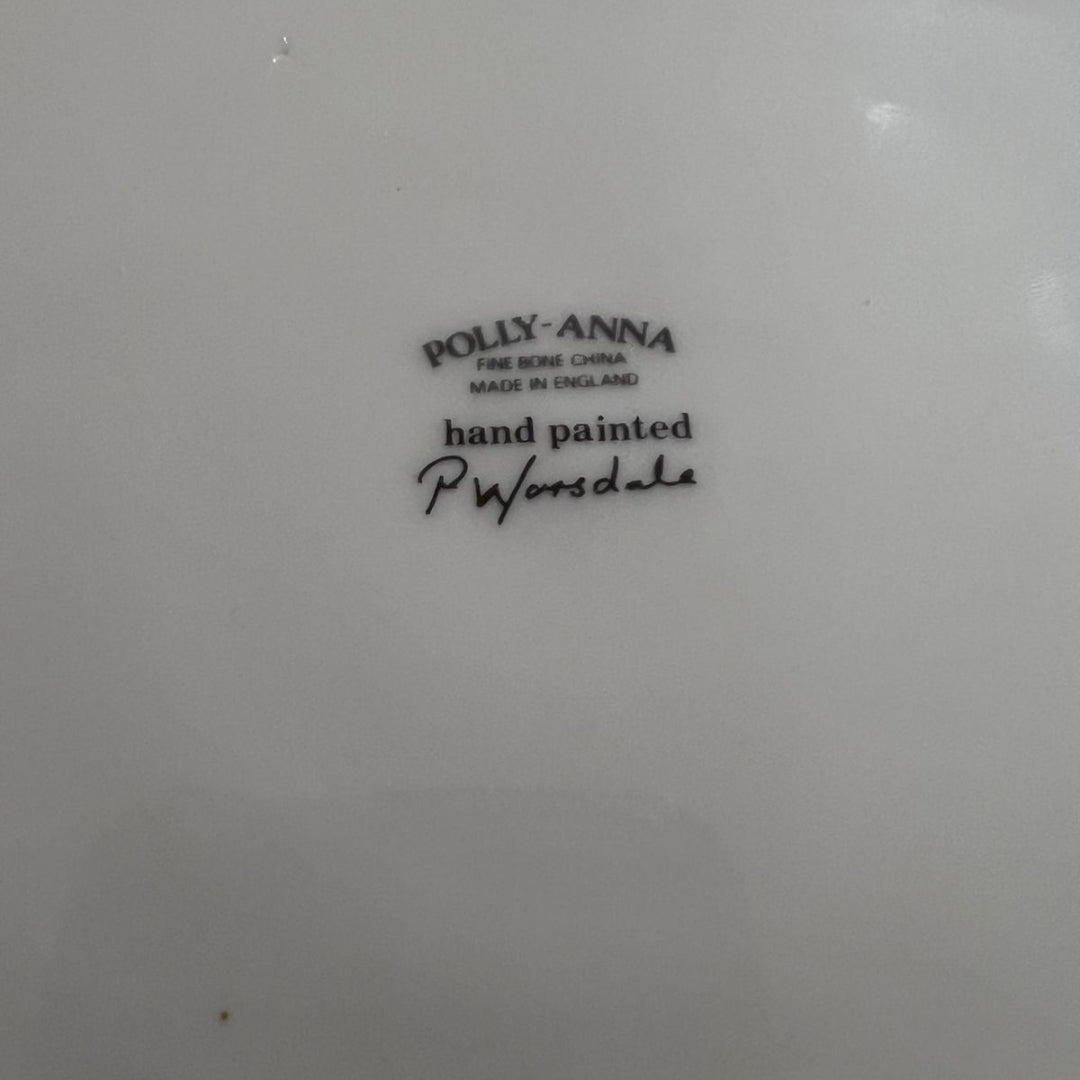 POLLY-ANNA
FINE BONE CHINA
MADE IN ENGLAND
hand painted
P Worsdale